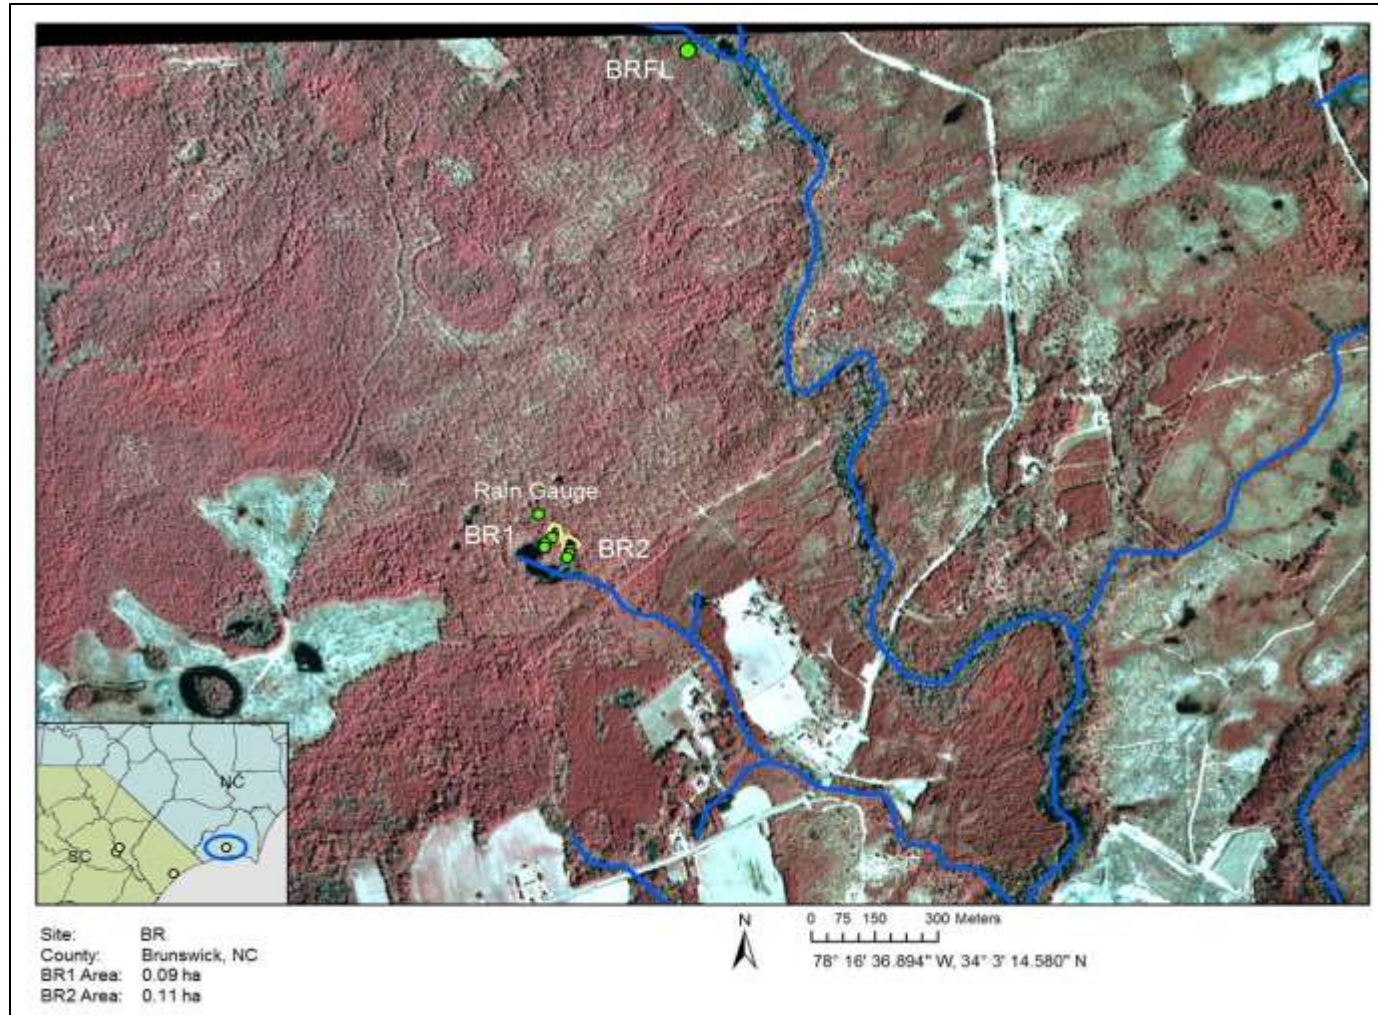 BRFL
Rain Gauge
BR1
BR2
NC
SC
Site: BR
County: Brunswick, NC
BR1 Area: 0.09 ha
BR2 Area: 0.11 ha
N
0 75 150 300 Meters
78° 16' 36.894" W, 34° 3' 14.580" N